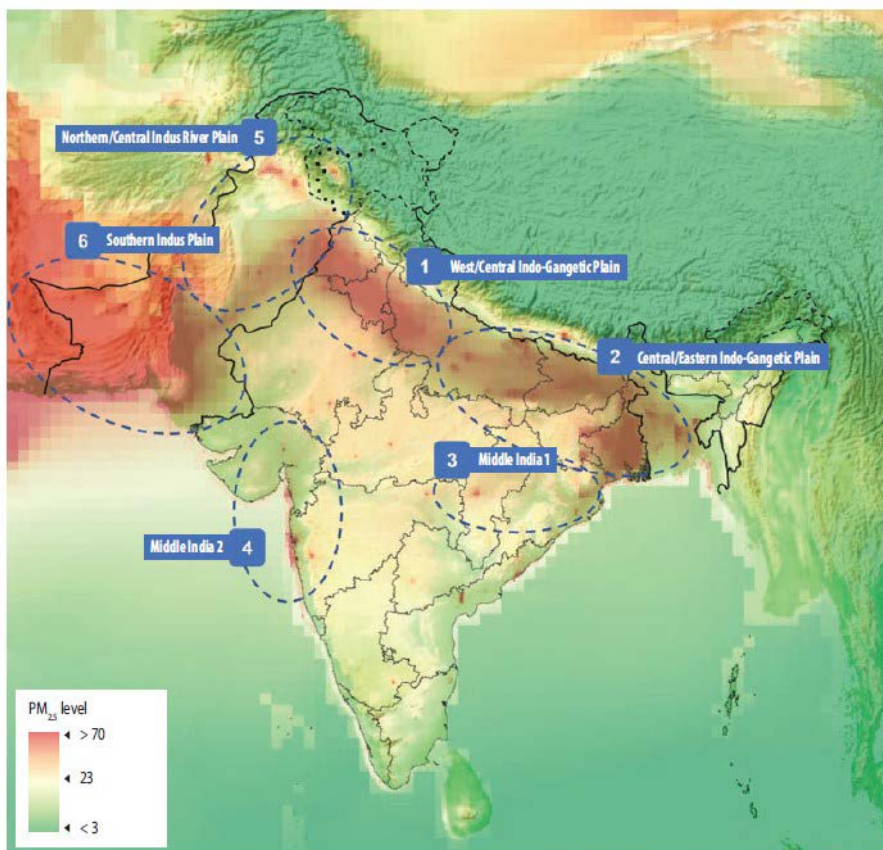 Northern/Central Indus River Plain 5
6 Southern Indus Plain
1 West/Central Indo-Gangetic Plain
2 Central/Eastern Indo-Gangetic Plain
3 Middle India 1
Middle India 2 4
PM2.5 level
> 70
23
< 3